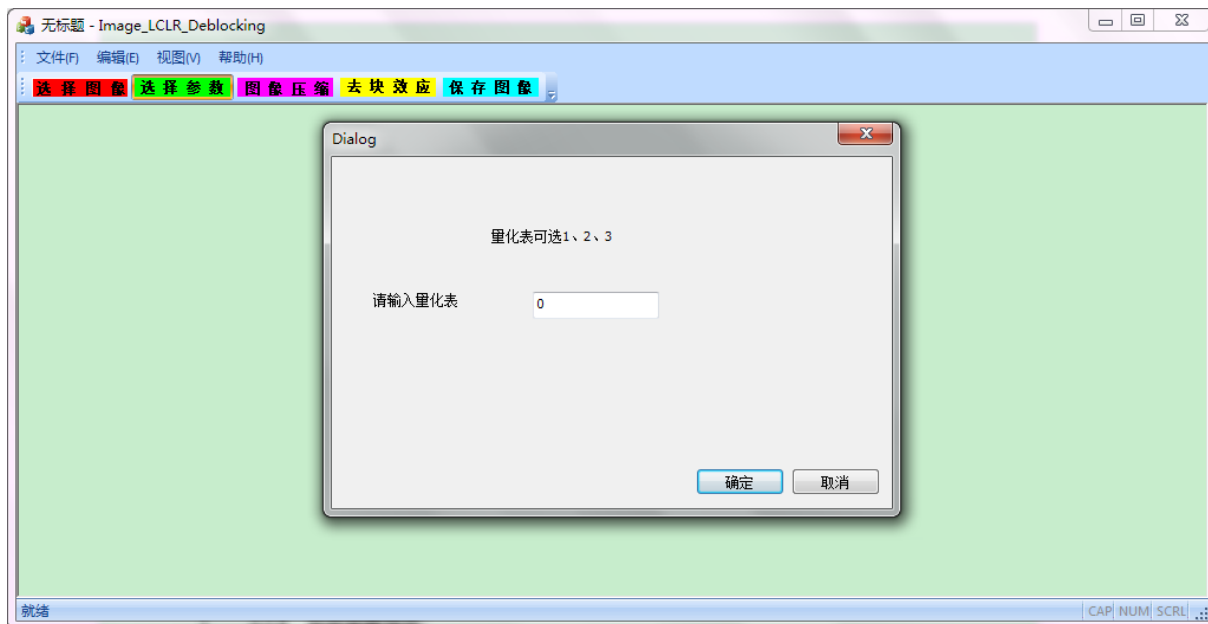 无标题 - Image_LCLR_Deblocking
文件(F) 编辑(E) 视图(V) 帮助(H)
选择图像 选择参数 图像压缩 去块效应 保存图像
Dialog
量化表可选1、2、3
请输入量化表 0
确定 取消
就绪 CAP NUM SCRL